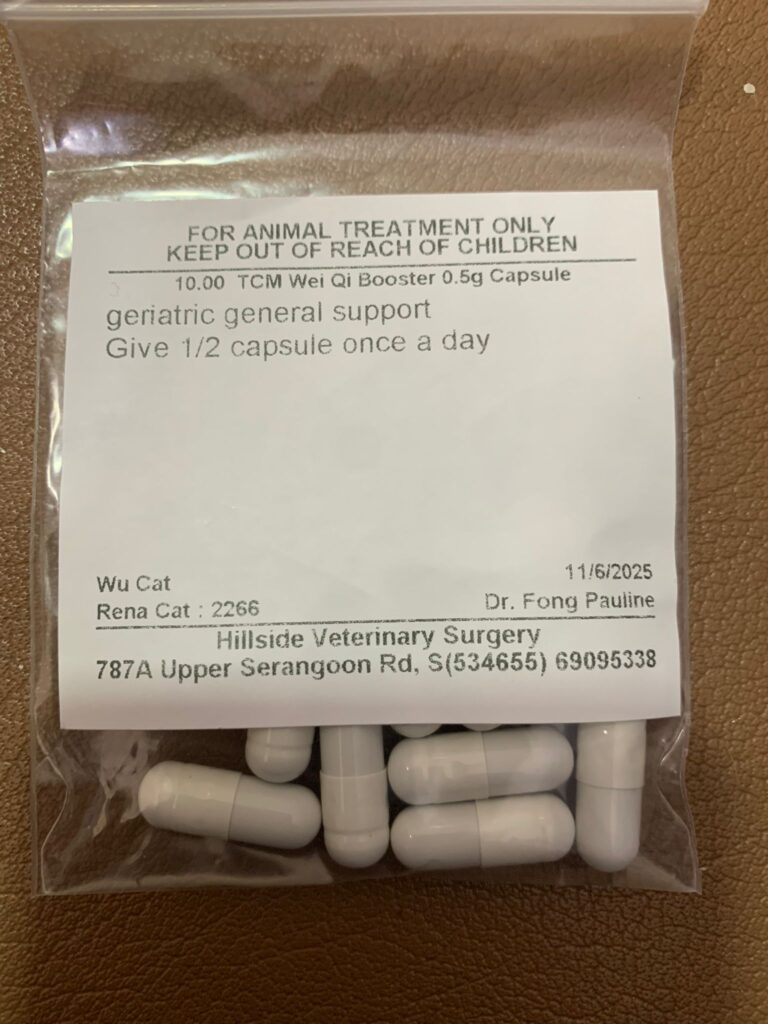 FOR ANIMAL TREATMENT ONLY
KEEP OUT OF REACH OF CHILDREN
10.00 TCM Wei Qi Booster 0.5g Capsule
geriatric general support
Give 1/2 capsule once a day
Wu Cat 11/6/2025
Rena Cat : 2266 Dr. Fong Pauline
Hillside Veterinary Surgery
787A Upper Serangoon Rd, S(534655) 69095338